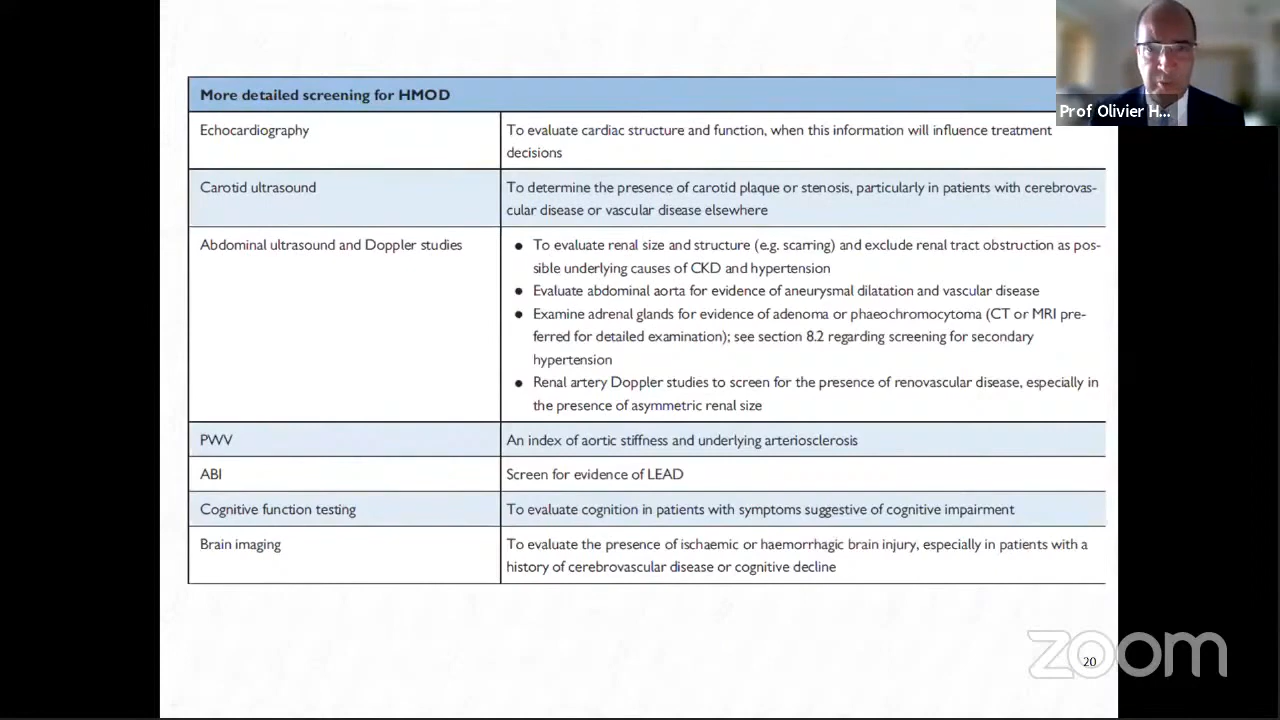 Prof Olivier H...
More detailed screening for HMOD
Echocardiography
To evaluate cardiac structure and function, when this information will influence treatment
decisions
Carotid ultrasound
To determine the presence of carotid plaque or stenosis, particularly in patients with cerebrovas-
cular disease or vascular disease elsewhere
Abdominal ultrasound and Doppler studies
● To evaluate renal size and structure (e.g. scarring) and exclude renal tract obstruction as pos-
sible underlying causes of CKD and hypertension
● Evaluate abdominal aorta for evidence of aneurysmal dilatation and vascular disease
● Examine adrenal glands for evidence of adenoma or phaeochromocytoma (CT or MRI pre-
ferred for detailed examination); see section 8.2 regarding screening for secondary
hypertension
● Renal artery Doppler studies to screen for the presence of renovascular disease, especially in
the presence of asymmetric renal size
PWV
An index of aortic stiffness and underlying arteriosclerosis
ABI
Screen for evidence of LEAD
Cognitive function testing
To evaluate cognition in patients with symptoms suggestive of cognitive impairment
Brain imaging
To evaluate the presence of ischaemic or haemorrhagic brain injury, especially in patients with a
history of cerebrovascular disease or cognitive decline
20
zoom